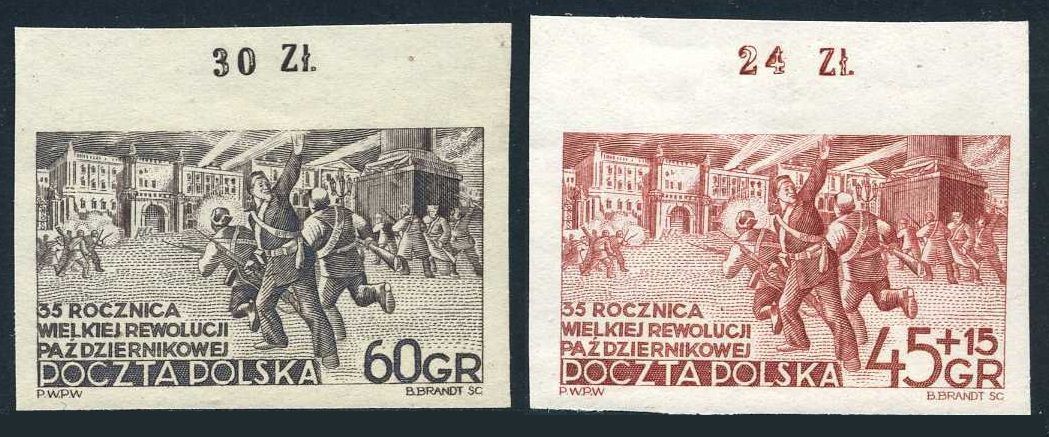 30 Zł.
35 ROCZNICA
WIELKIEJ REWOLUCJI
PAŹDZIERNIKOWEJ
POCZTA POLSKA
60GR
P.W.P.W
B.BRANDT SC
24 Zł.
35 ROCZNICA
WIELKIEJ REWOLUCJI
PAŹDZIERNIKOWEJ
POCZTA POLSKA
45+15
GR
P.W.P.W
B.BRANDT SC